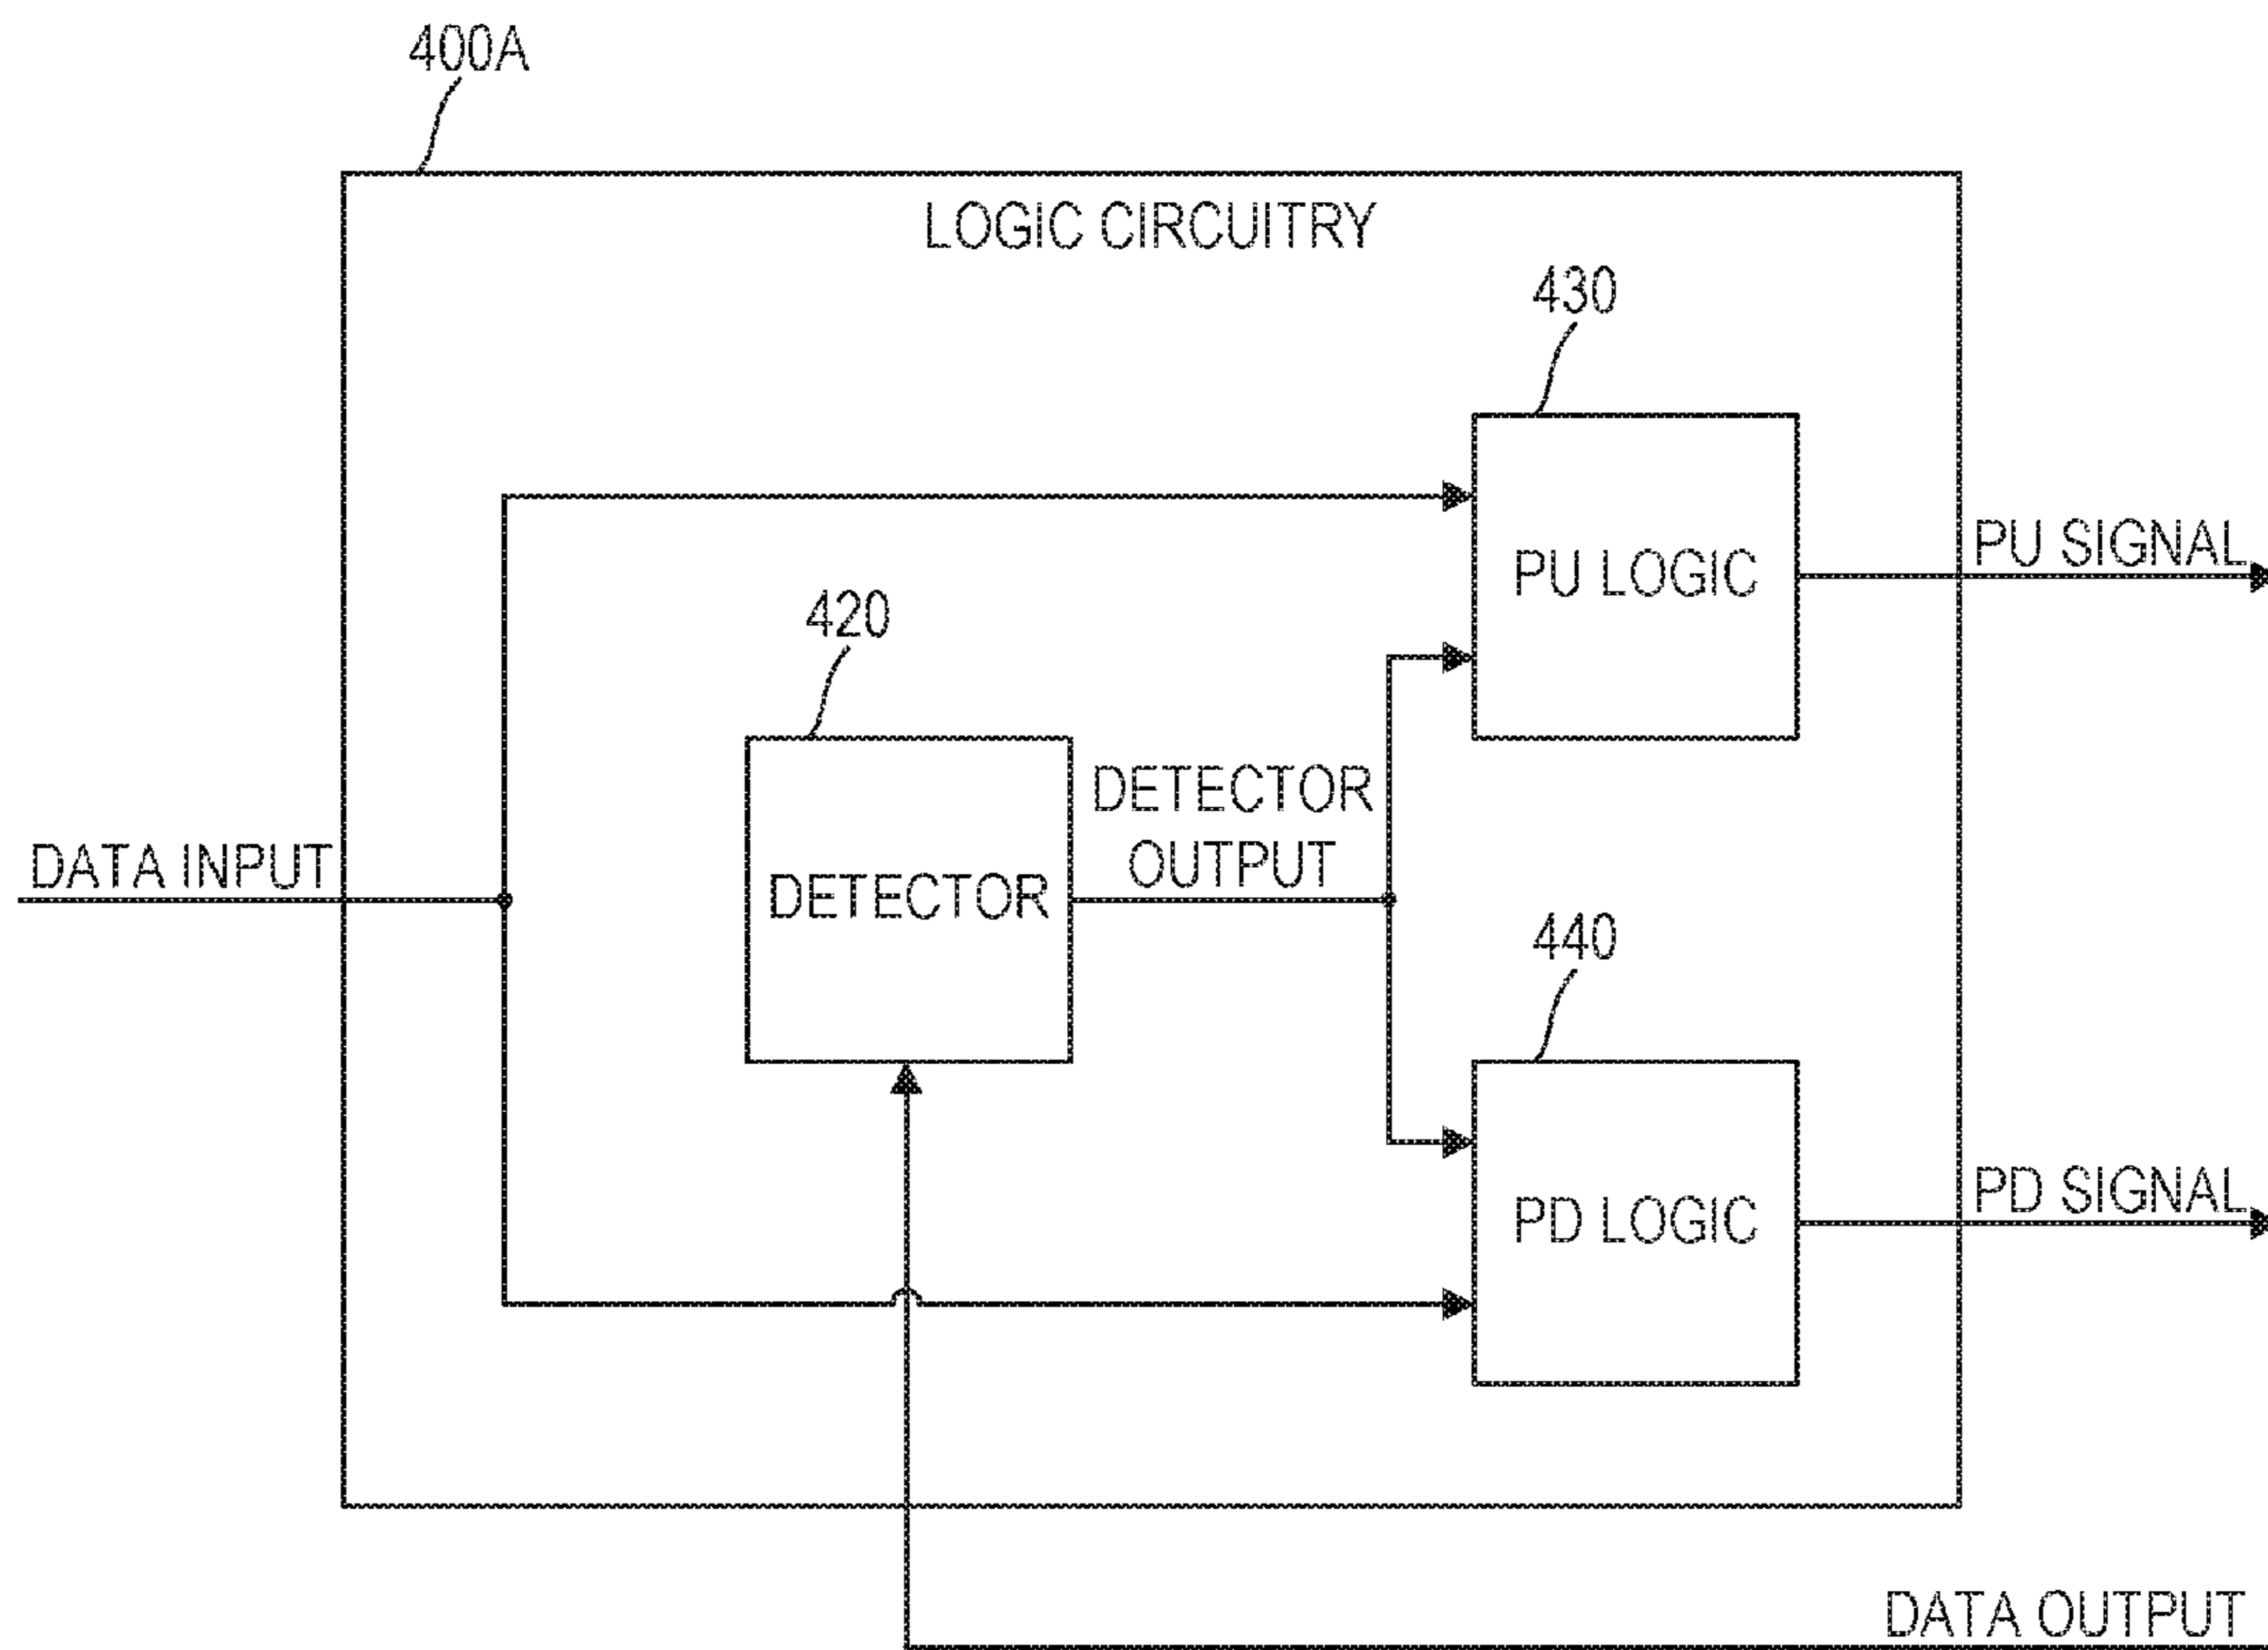 400A
LOGIC CIRCUITRY
430
PU LOGIC
PU SIGNAL
420
DETECTOR
OUTPUT
DATA INPUT
DETECTOR
440
PD LOGIC
PD SIGNAL
DATA OUTPUT